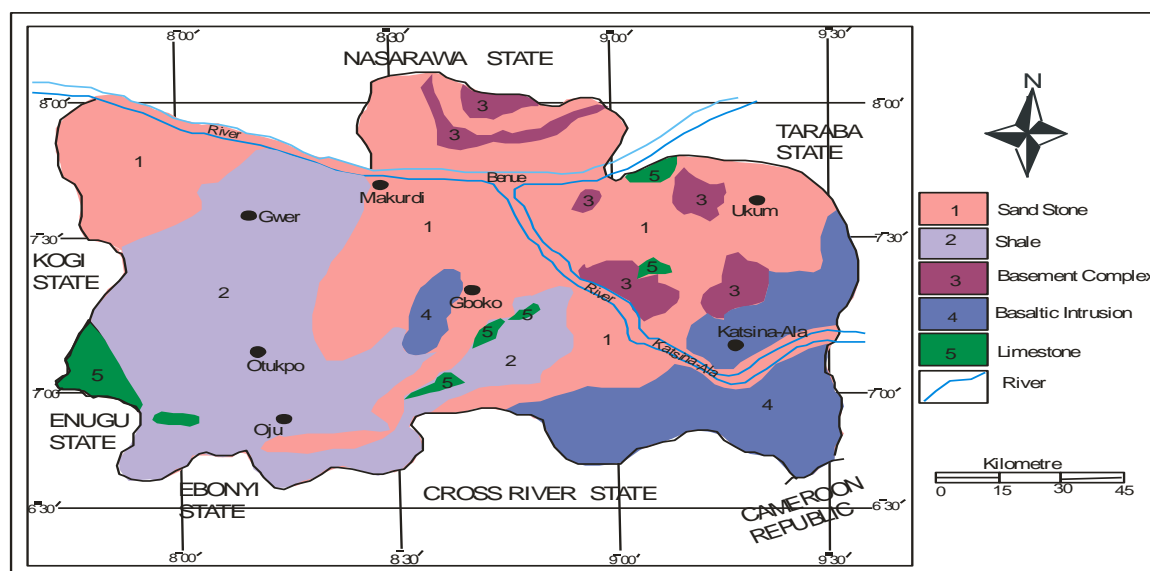 8°00′
8°30′
9°00′
9°30′
NASARAWA STATE
8°00′
8°00′
N
TARABA
STATE
River
Benue
1
3
3
5
3
3
Makurdi
Ukum
Gwer
1
1
7°30′
7°30′
KOGI
STATE
2
5
3
3
Gboko
4
5
5
River
1
Katsina-Ala
Katsina-Ala
Otukpo
2
5
5
7°00′
7°00′
4
ENUGU
STATE
Oju
EBONYI
STATE
CROSS RIVER STATE
CAMEROON
REPUBLIC
6°30′
6°30′
8°00′
8°30′
9°00′
9°30′
1 Sand Stone
2 Shale
3 Basement Complex
4 Basaltic Intrusion
5 Limestone
River
Kilometre
0 15 30 45